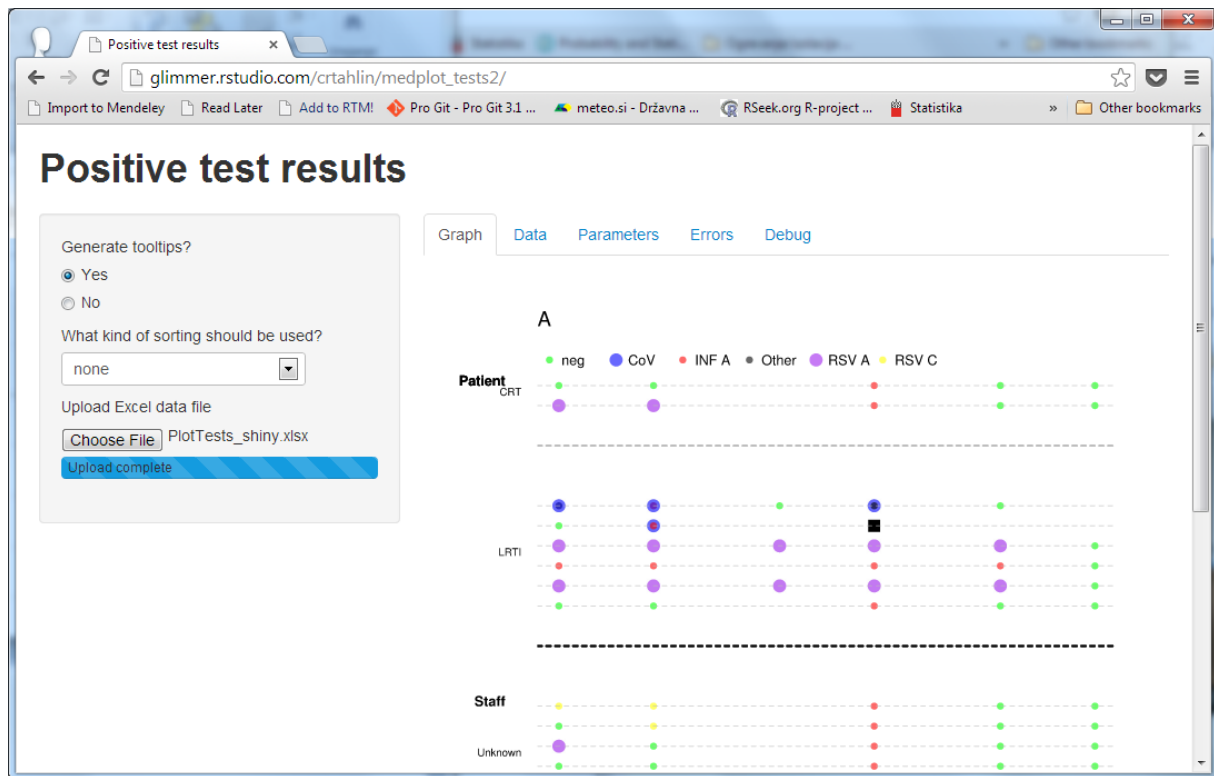 Positive test results
glimmer.rstudio.com/crtahlin/medplot_tests2/
Import to Mendeley Read Later Add to RTM! Pro Git - Pro Git 3.1 ... meteo.si - Državna ... RSeek.org R-project ... Statistika » Other bookmarks
Positive test results
Generate tooltips?
Yes
No
What kind of sorting should be used?
none
Upload Excel data file
Choose File PlotTests_shiny.xlsx
Upload complete
Graph Data Parameters Errors Debug
A
neg CoV INF A Other RSV A RSV C
Patient
CRT
LRTI
Staff
Unknown